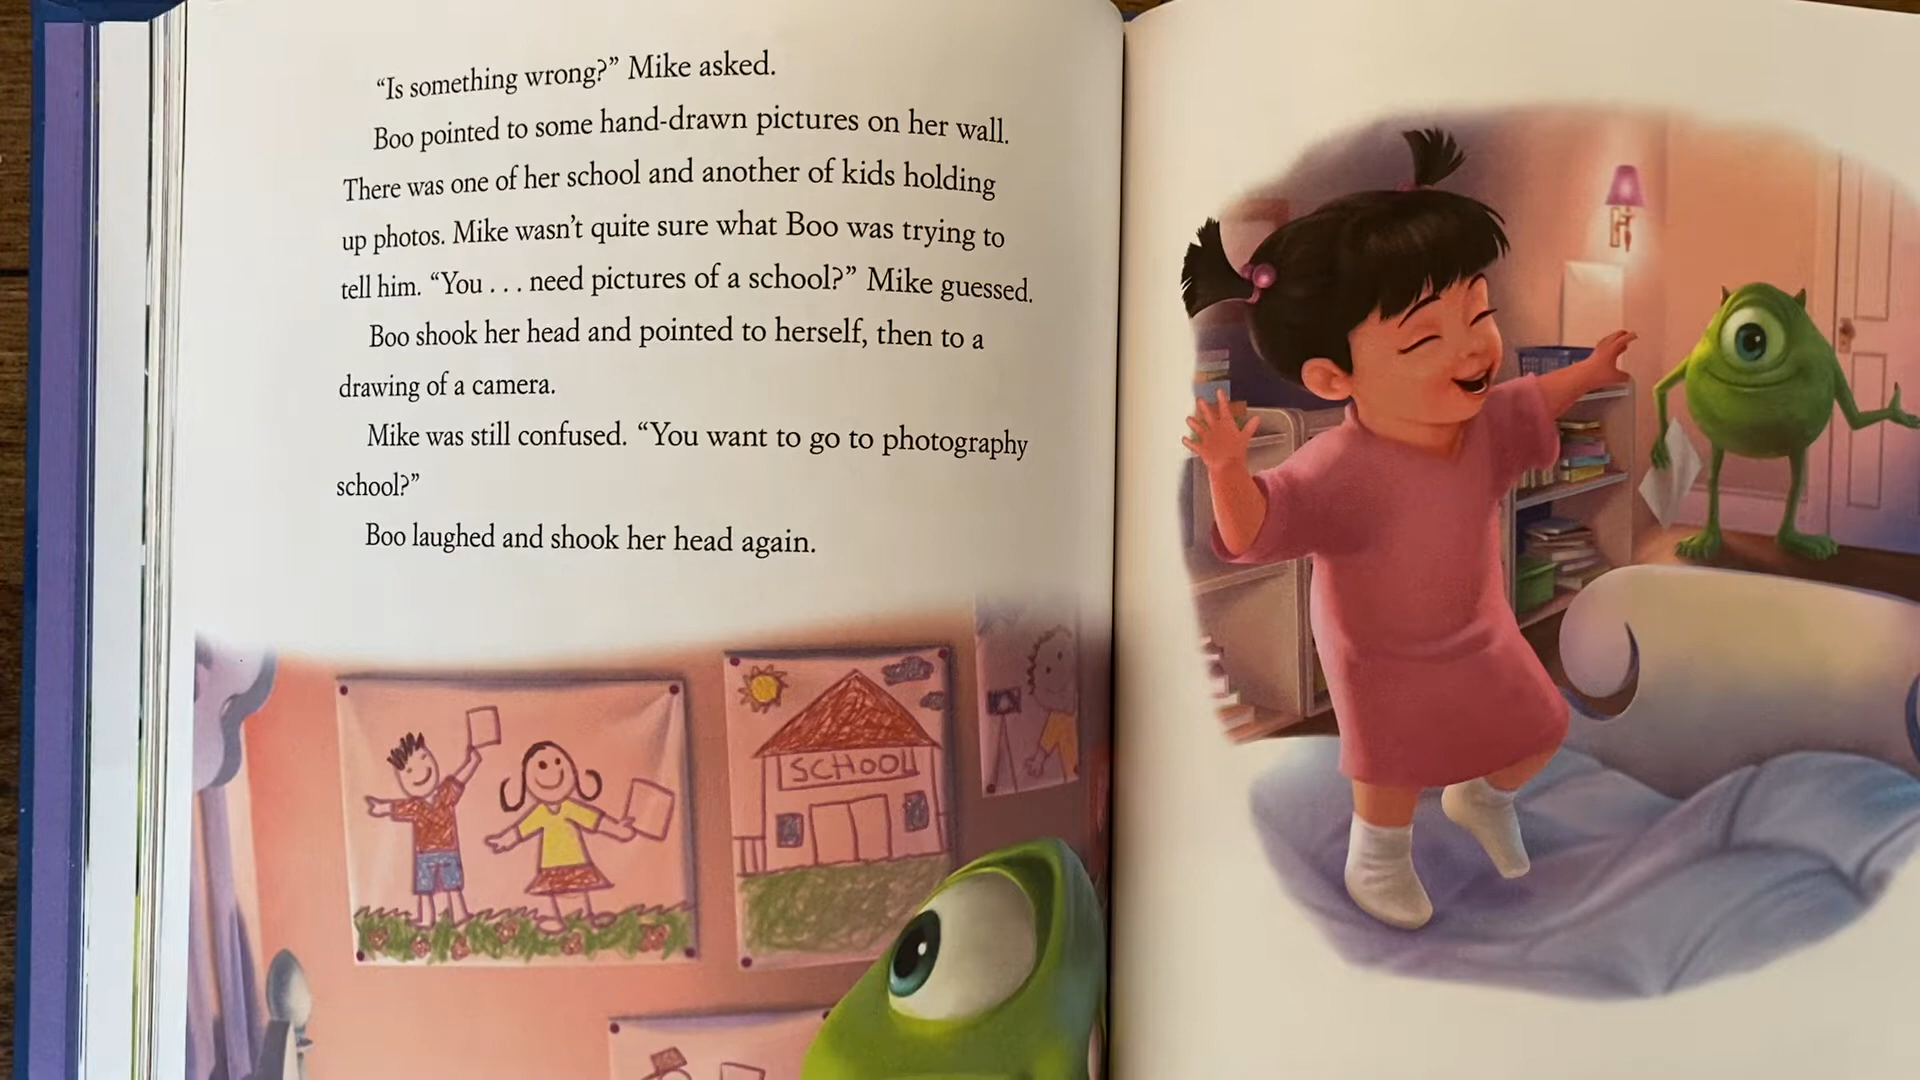 “Is something wrong?” Mike asked.
Boo pointed to some hand-drawn pictures on her wall.
There was one of her school and another of kids holding
up photos. Mike wasn’t quite sure what Boo was trying to
tell him. “You . . . need pictures of a school?” Mike guessed.
Boo shook her head and pointed to herself, then to a
drawing of a camera.
Mike was still confused. “You want to go to photography
school?”
Boo laughed and shook her head again.
SCHOOL